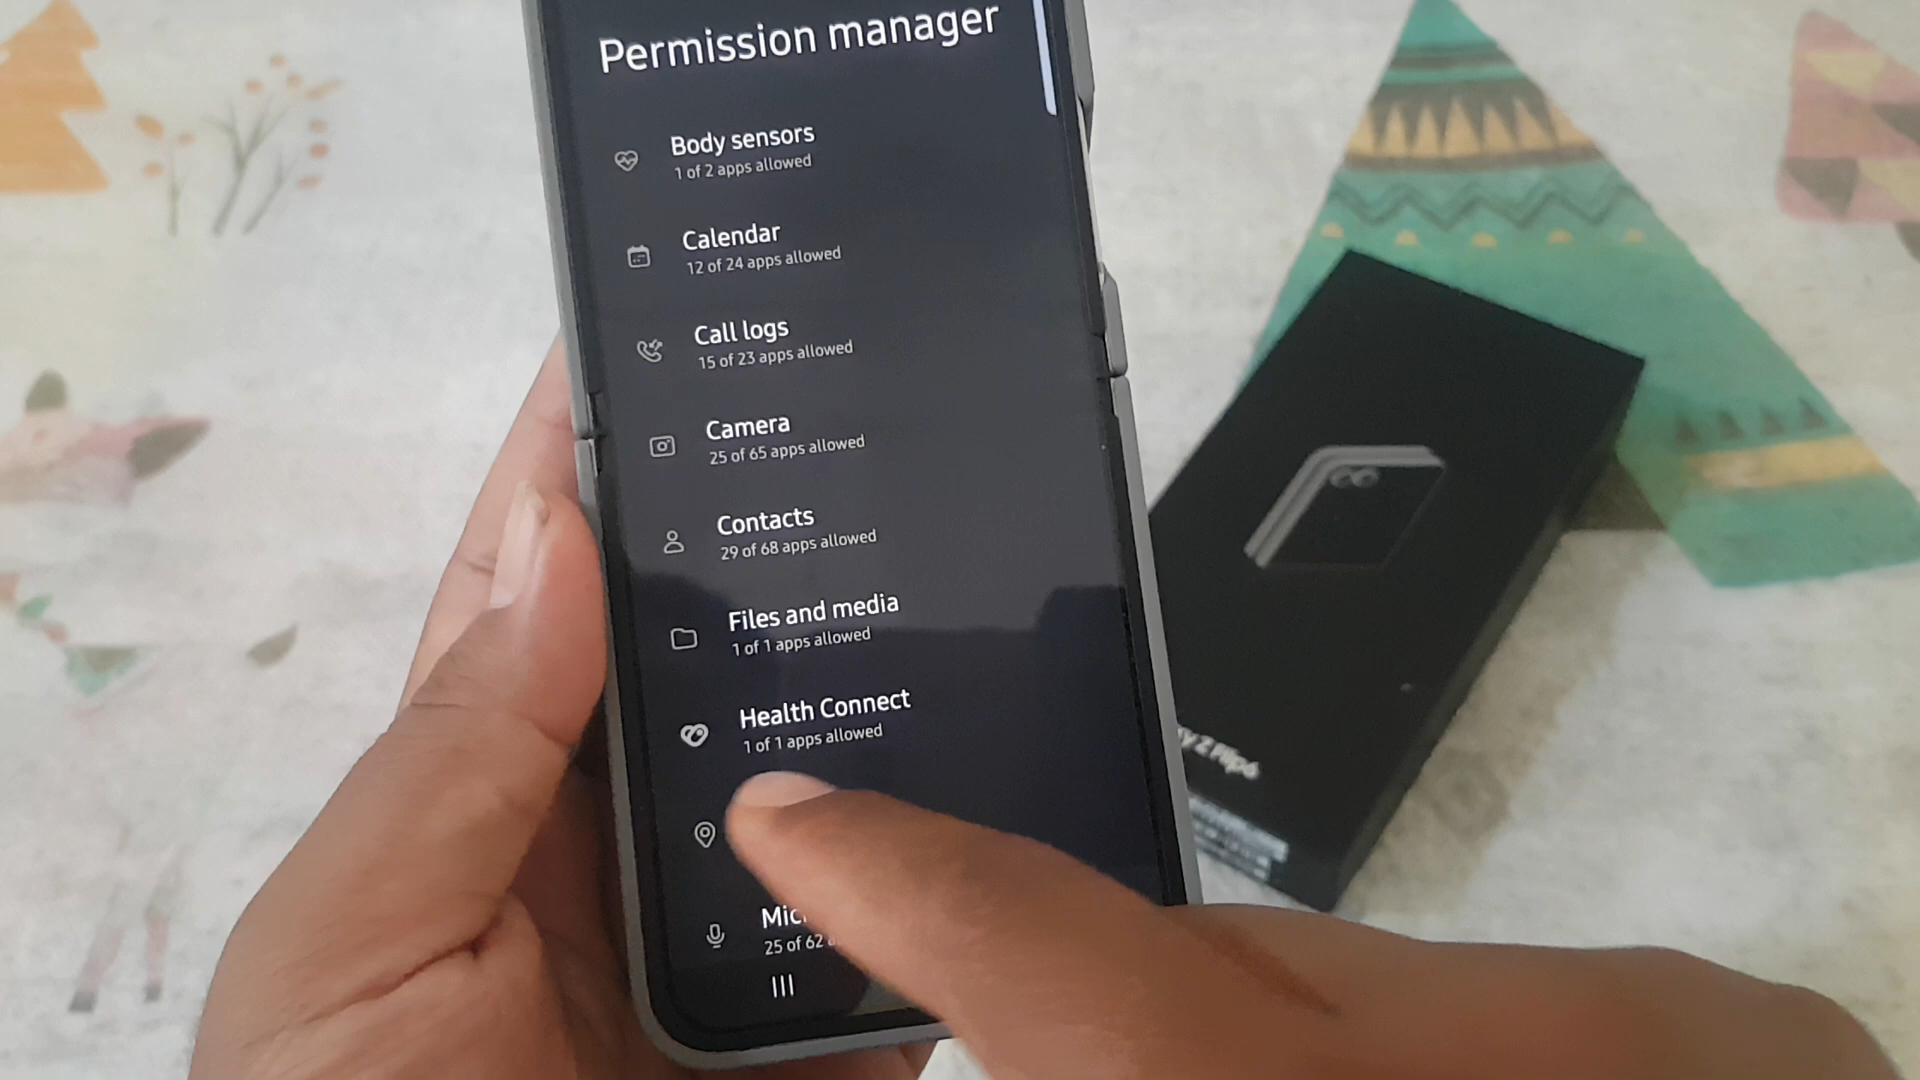 Permission manager
Body sensors
1 of 2 apps allowed
Calendar
12 of 24 apps allowed
Call logs
15 of 23 apps allowed
Camera
25 of 65 apps allowed
Contacts
29 of 68 apps allowed
Files and media
1 of 1 apps allowed
Health Connect
1 of 1 apps allowed
25 of 62
Z Flip6